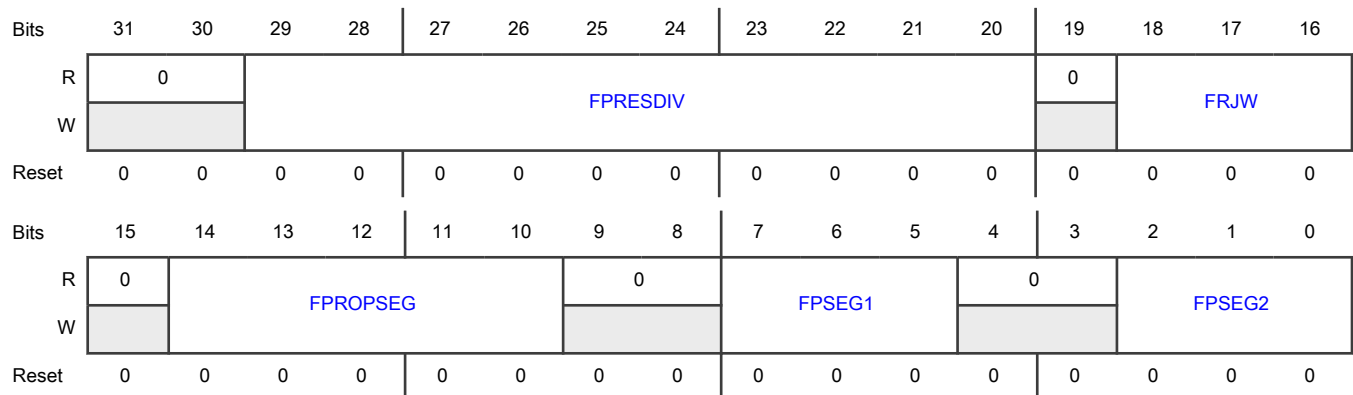 Bits 31 30 29 28 27 26 25 24 23 22 21 20 19 18 17 16
R 0 FPRESDIV 0 FRJW
W
Reset 0 0 0 0 0 0 0 0 0 0 0 0 0 0 0 0
Bits 15 14 13 12 11 10 9 8 7 6 5 4 3 2 1 0
R 0 FPROPSEG 0 FPSEG1 0 FPSEG2
W
Reset 0 0 0 0 0 0 0 0 0 0 0 0 0 0 0 0